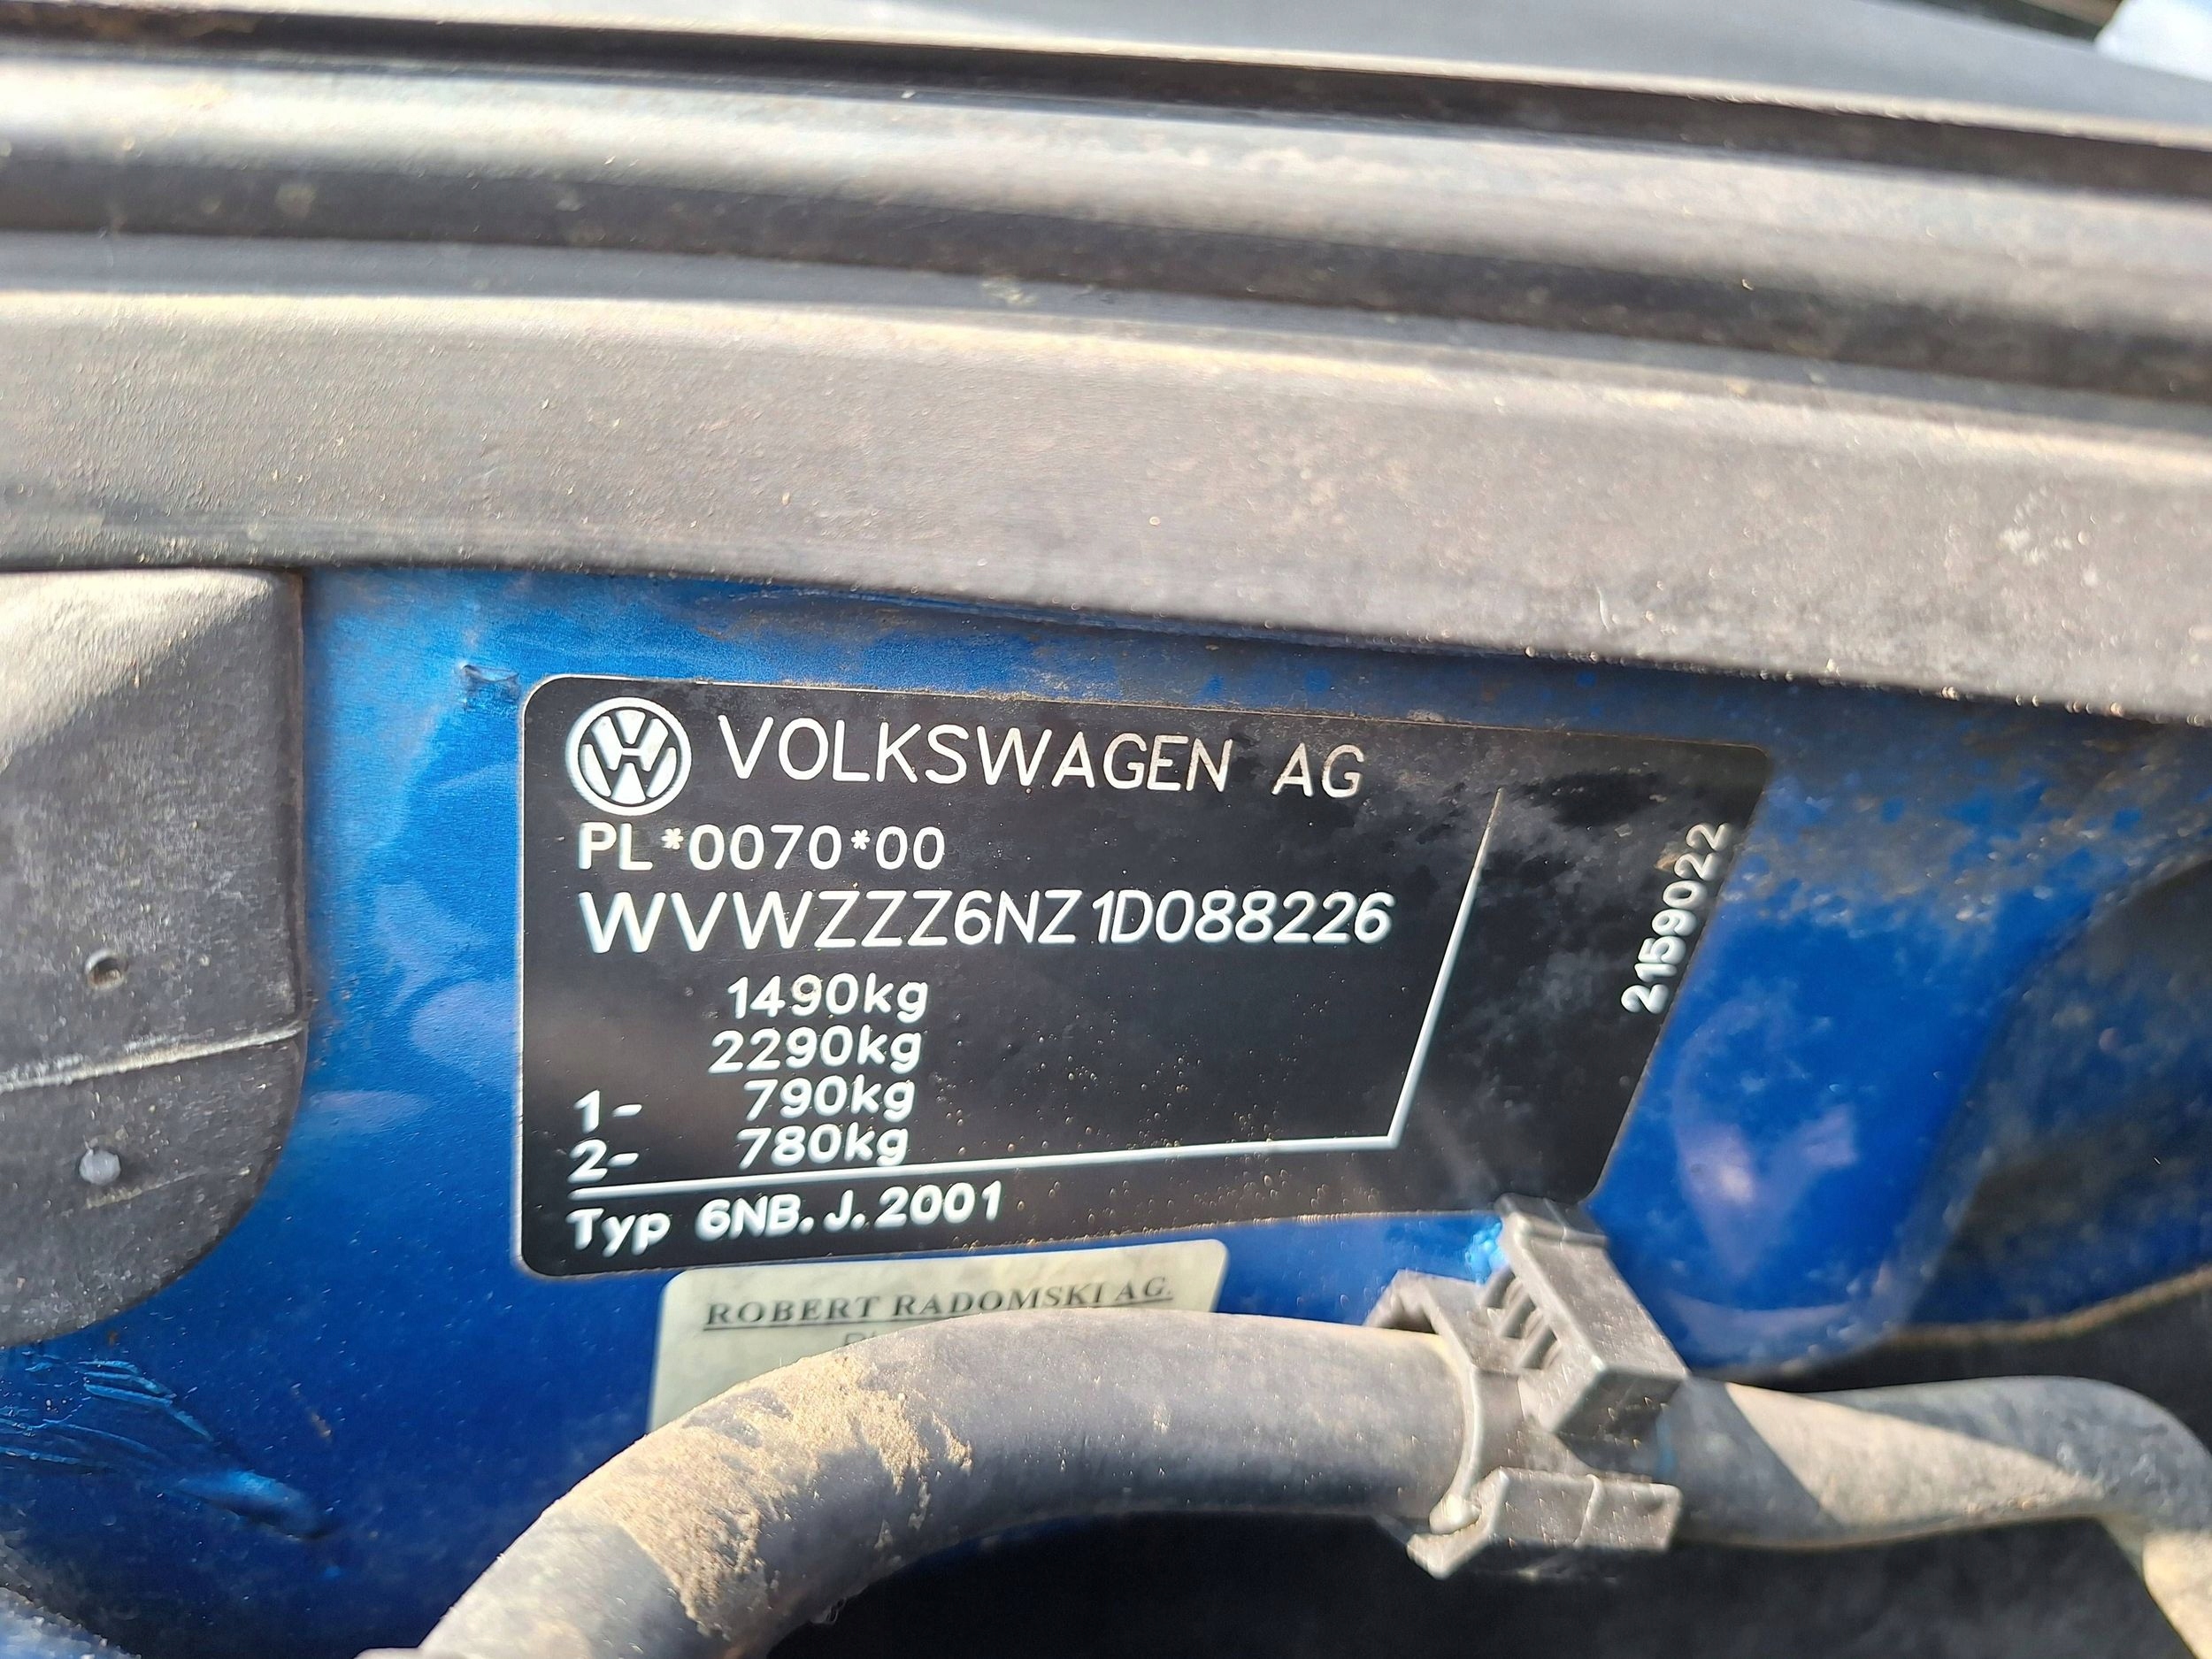 VOLKSWAGEN AG
PL*0070*00
WVWZZZ6NZ1D088226
1490kg
2290kg
1- 790kg
2- 780kg
Typ 6NB.J.2001
2159022
ROBERT RADOMSKI AG.